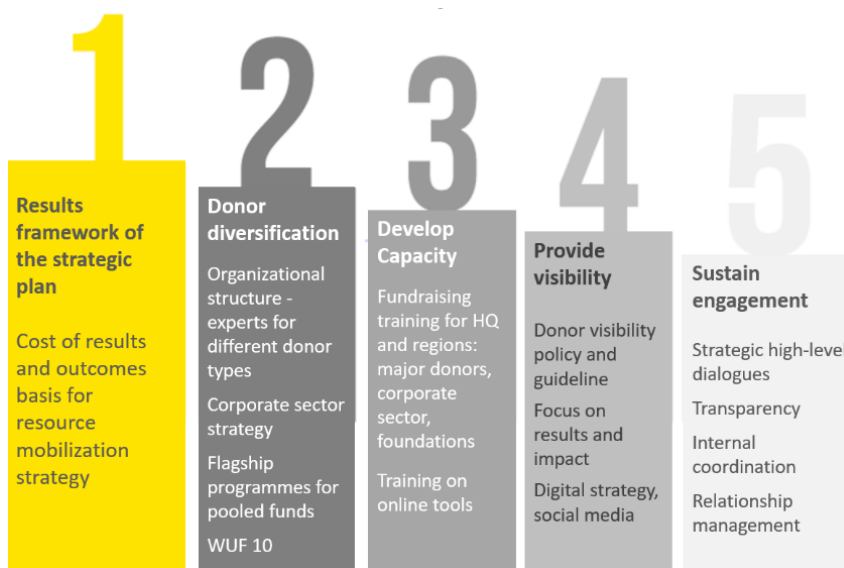 1
Results
framework of
the strategic
plan
Cost of results
and outcomes
basis for
resource
mobilization
strategy
2
Donor
diversification
Organizational
structure -
experts for
different donor
types
Corporate sector
strategy
Flagship
programmes for
pooled funds
WUF 10
3
Develop
Capacity
Fundraising
training for HQ
and regions:
major donors,
corporate
sector,
foundations
Training on
online tools
4
Provide
visibility
Donor visibility
policy and
guideline
Focus on
results and
impact
Digital strategy,
social media
5
Sustain
engagement
Strategic high-level
dialogues
Transparency
Internal
coordination
Relationship
management